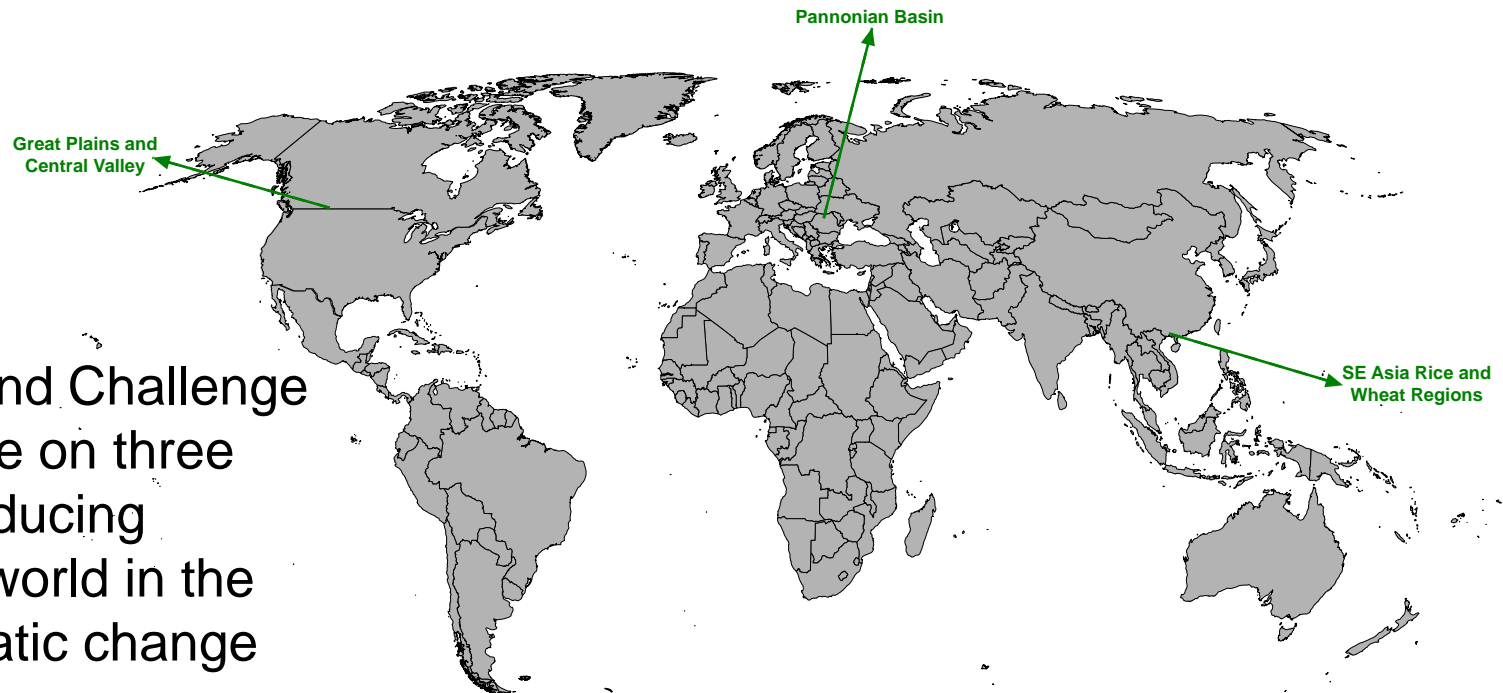 Pannonian Basin
Great Plains and
Central Valley
SE Asia Rice and
Wheat Regions
nd Challenge
e on three
ducing
world in the
atic change